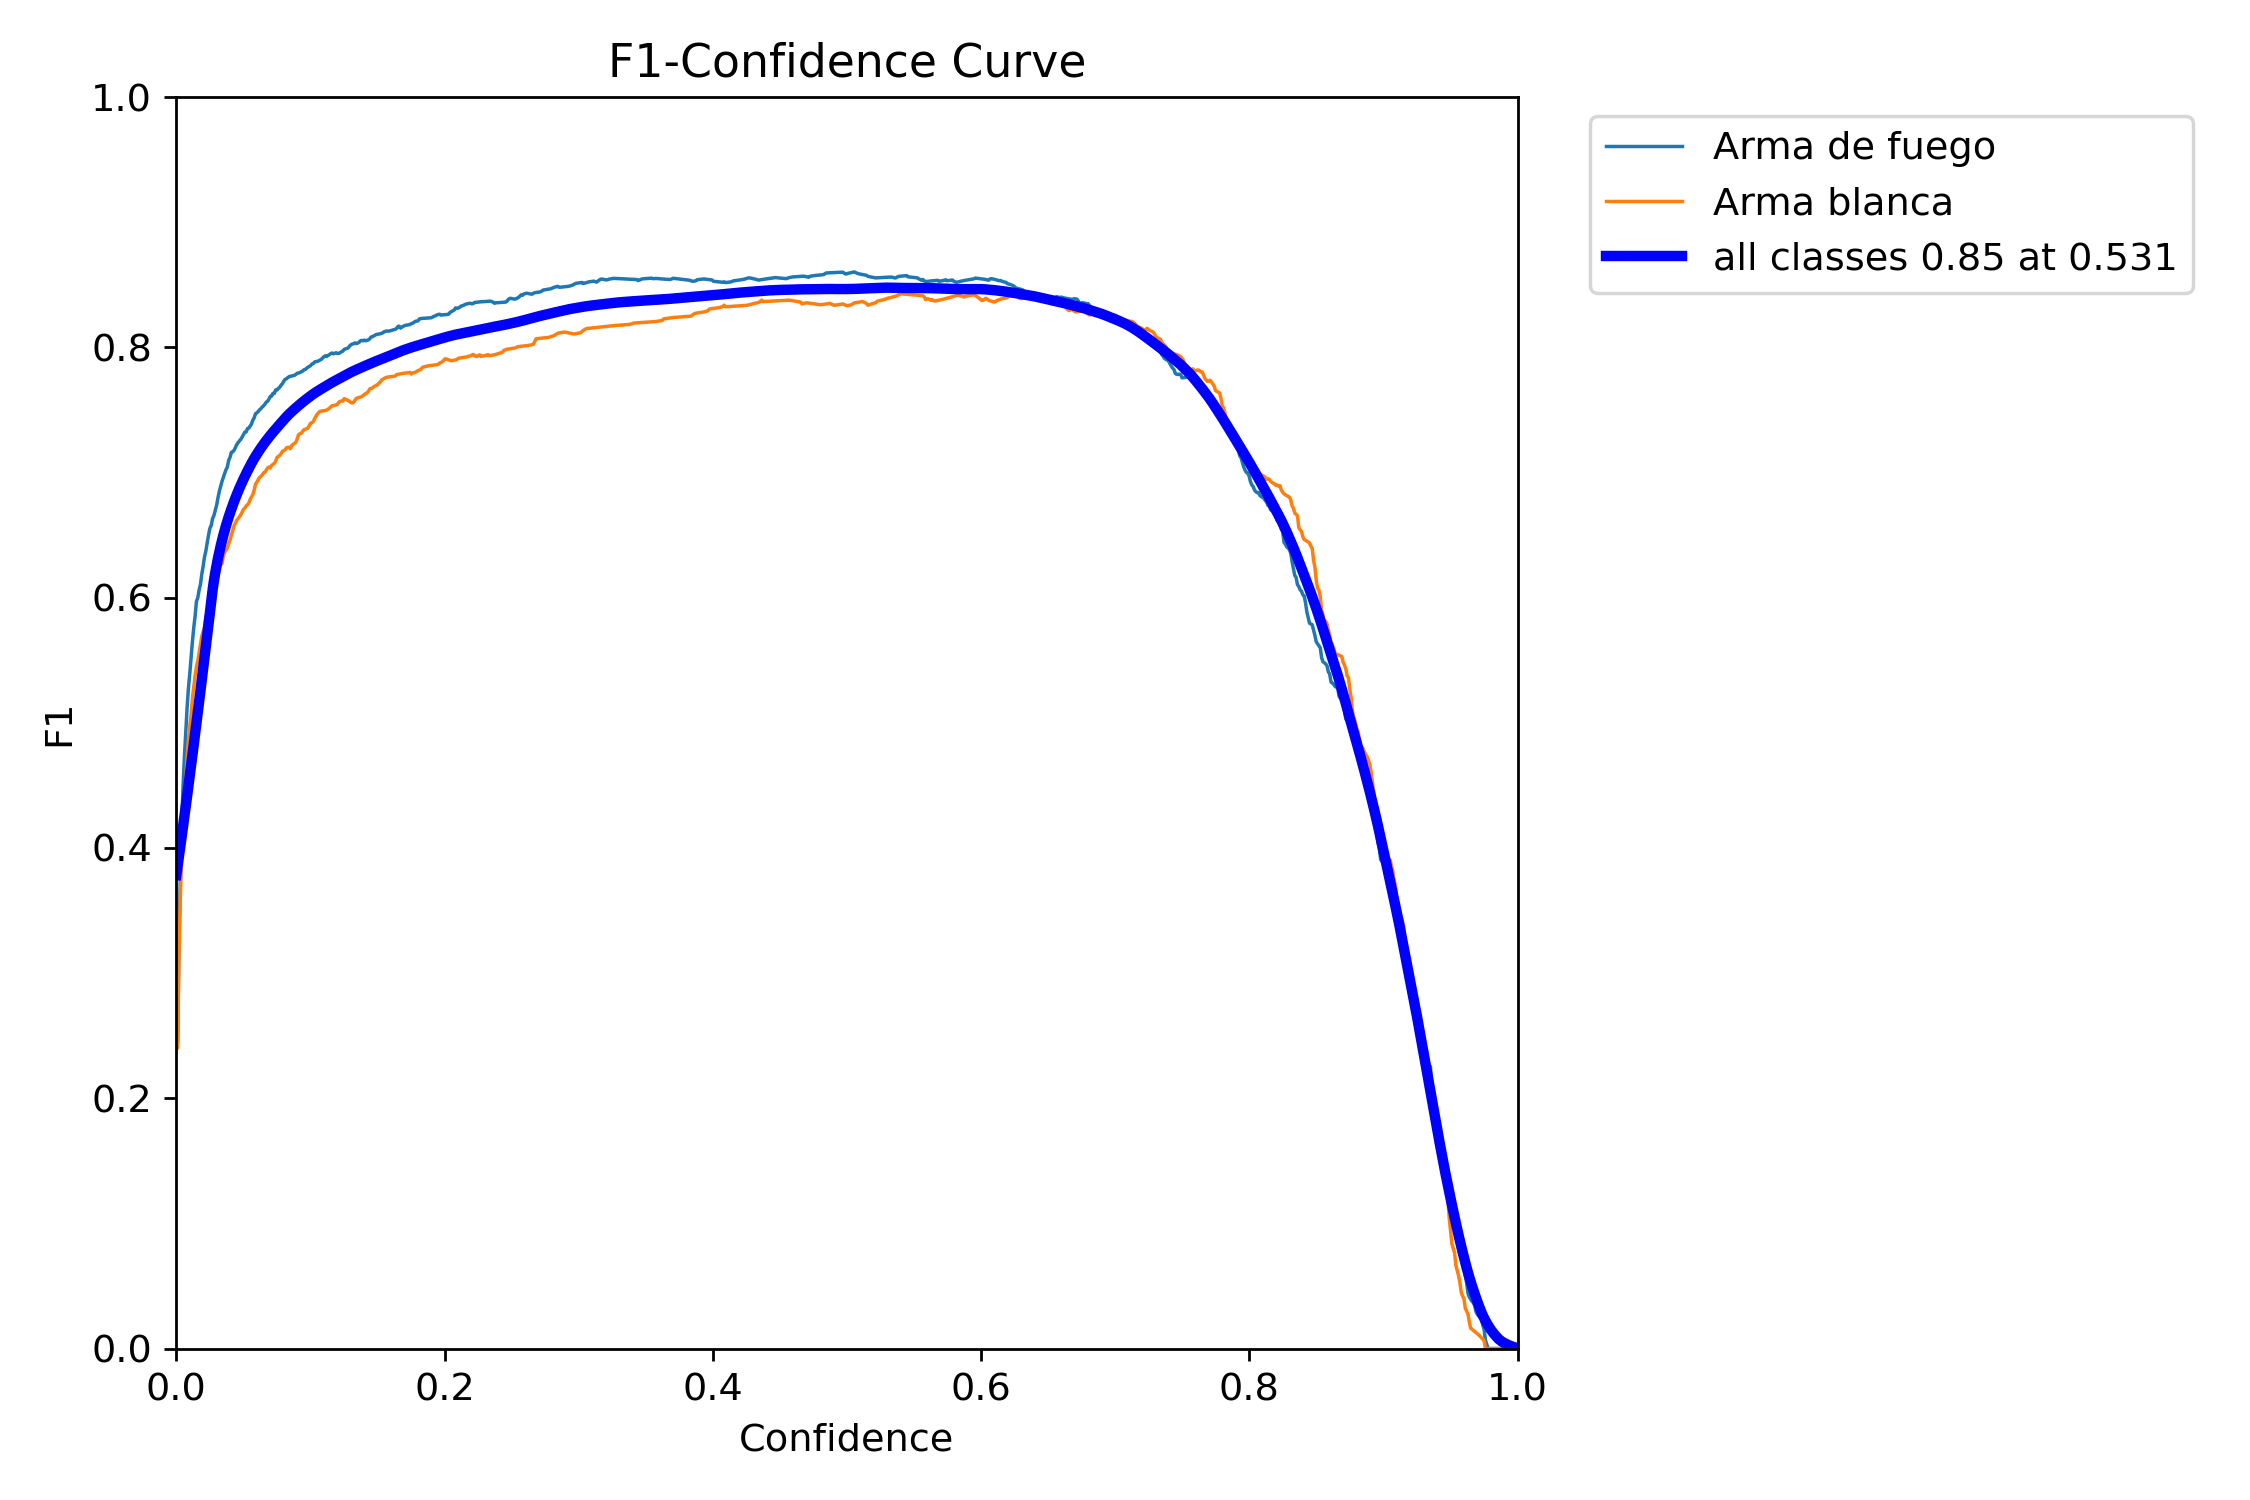 F1-Confidence Curve
1.0
0.8
0.6
0.4
0.2
0.0
F1
0.0 0.2 0.4 0.6 0.8 1.0
Confidence
Arma de fuego
Arma blanca
all classes 0.85 at 0.531